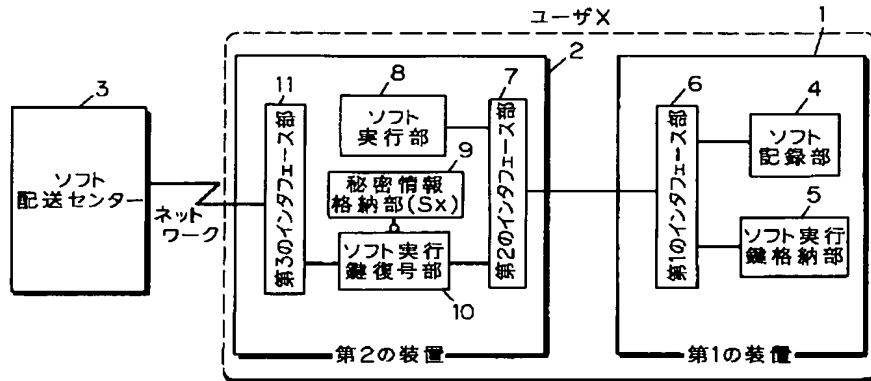 ユーザX
1
2
3
ソフト
配送センター
ネット
ワーク
11
第3のインタフェース部
8
ソフト
実行部
9
秘密情報
格納部(Sx)
ソフト実行
鍵復号部
10
7
第2のインタフェース部
第2の装置
6
第1のインタフェース部
4
ソフト
記録部
5
ソフト実行
鍵格納部
第1の装置